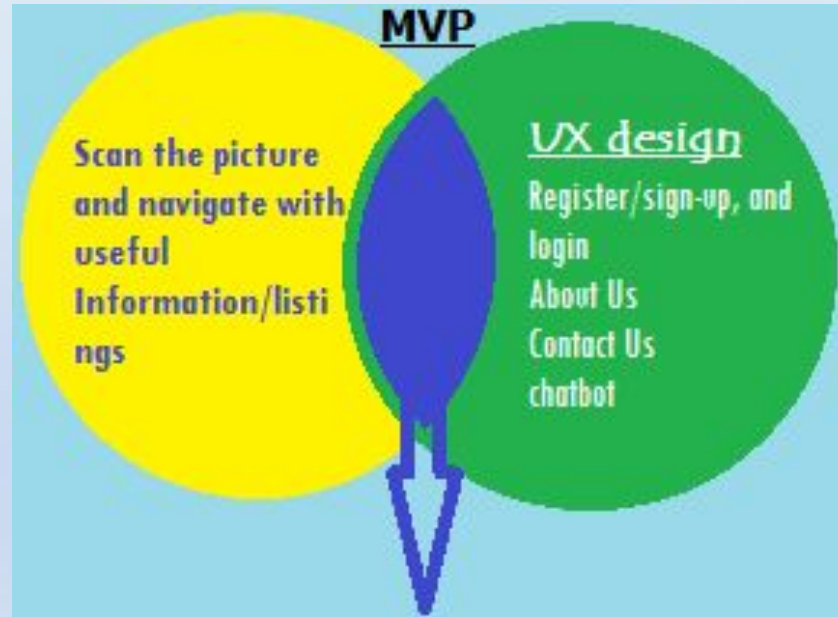 MVP
Scan the picture
and navigate with
useful
Information/listi
ngs
UX design
Register/sign-up, and
login
About Us
Contact Us
chatbot